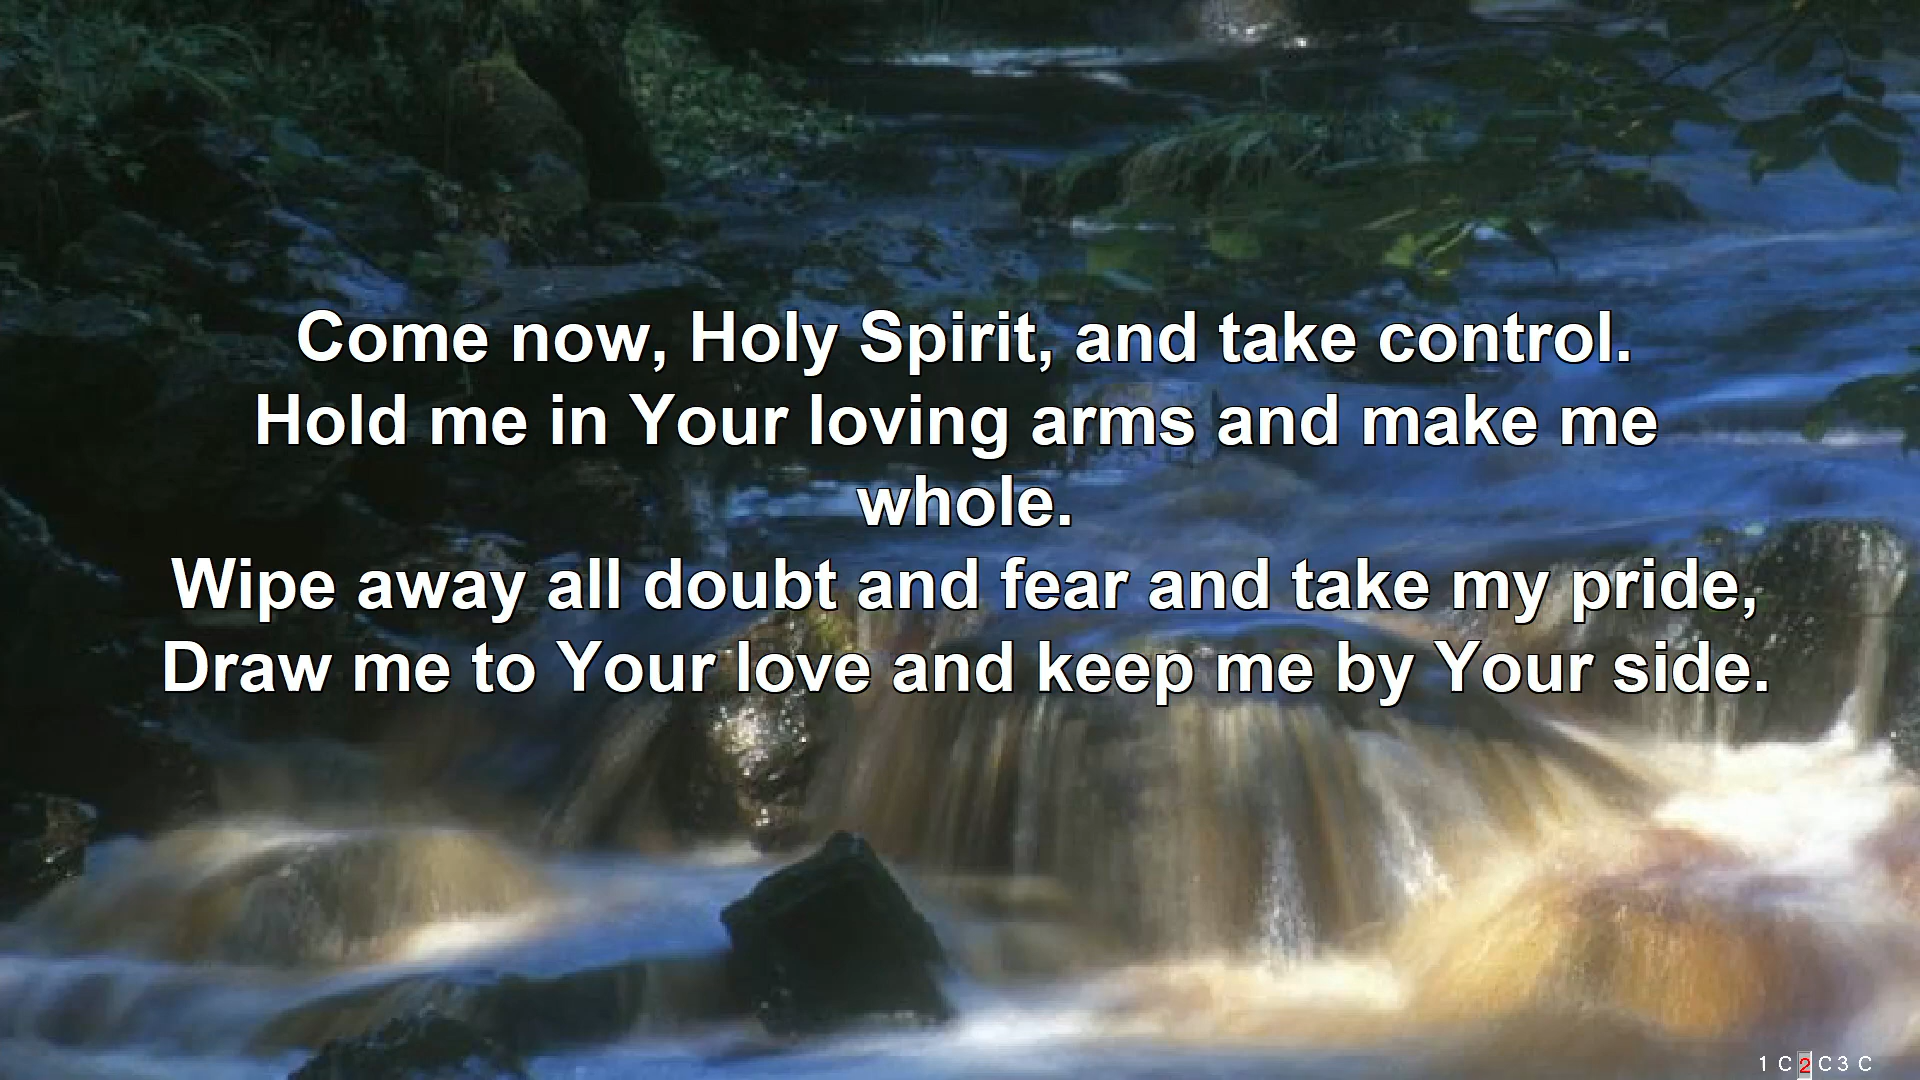 Come now, Holy Spirit, and take control.
Hold me in Your loving arms and make me
whole.
Wipe away all doubt and fear and take my pride,
Draw me to Your love and keep me by Your side.
1 C 2 C 3 C